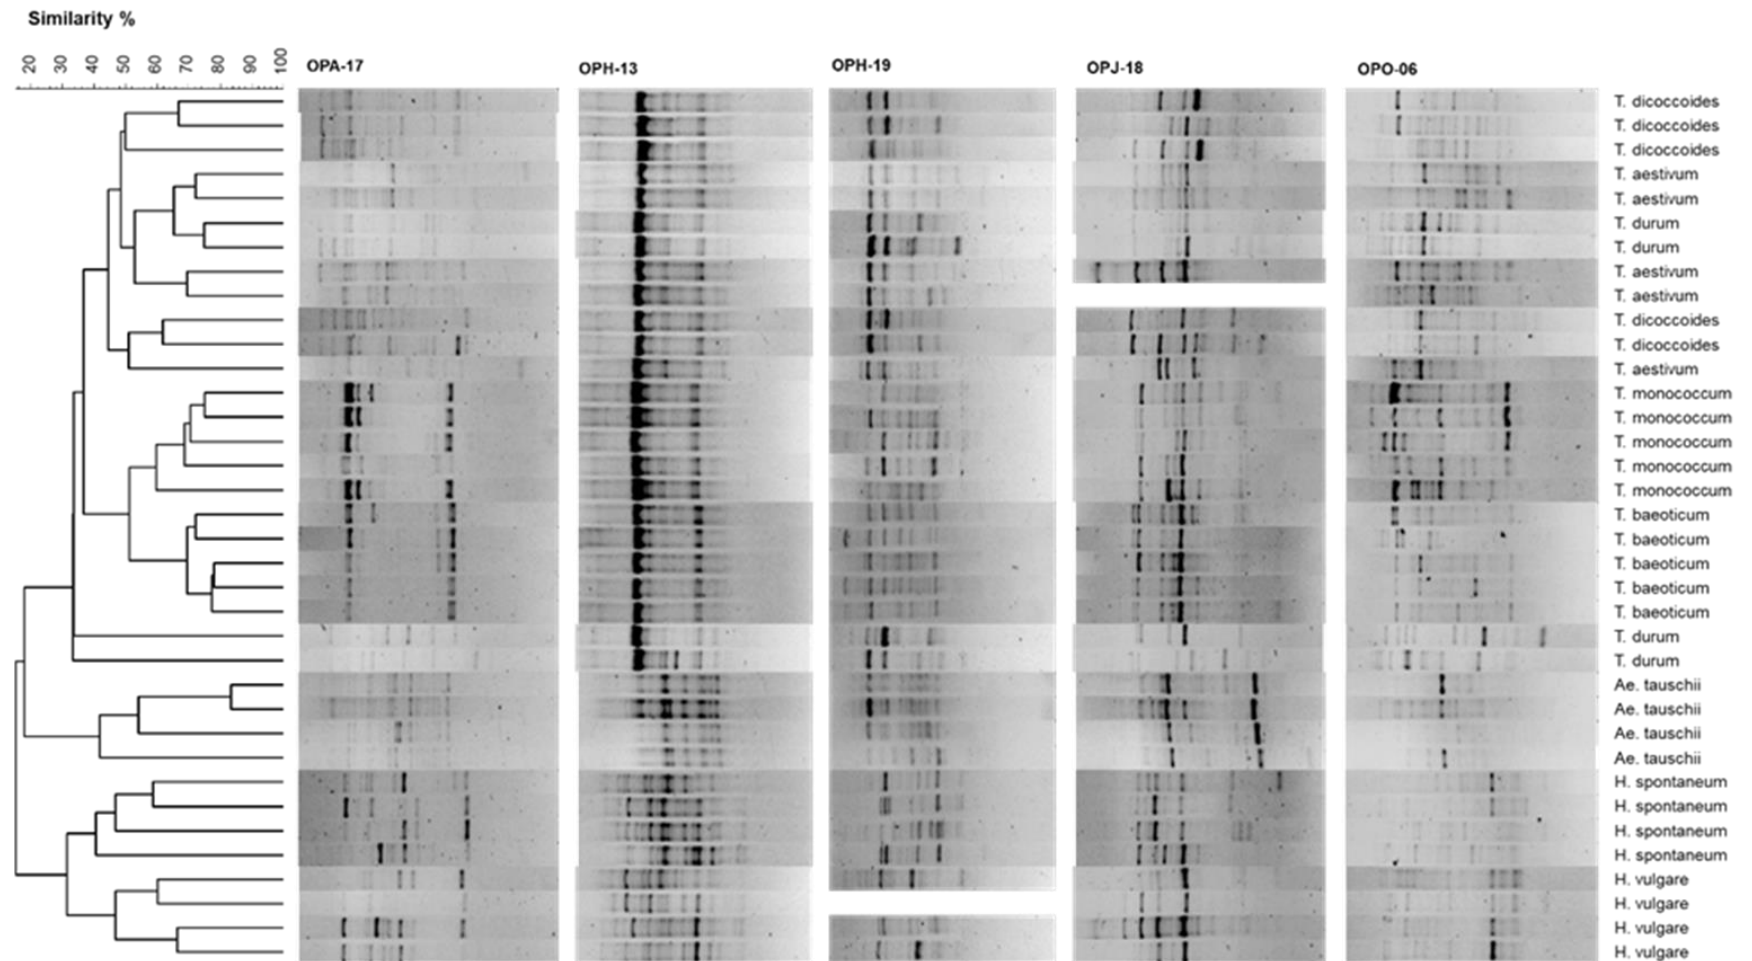 Similarity %
20 30 40 50 60 70 80 90 100
OPA-17 OPH-13 OPH-19 OPJ-18 OPO-06
T. dicoccoides
T. dicoccoides
T. dicoccoides
T. aestivum
T. aestivum
T. durum
T. durum
T. aestivum
T. aestivum
T. dicoccoides
T. dicoccoides
T. aestivum
T. monococcum
T. monococcum
T. monococcum
T. monococcum
T. monococcum
T. baeoticum
T. baeoticum
T. baeoticum
T. baeoticum
T. baeoticum
T. durum
T. durum
Ae. tauschii
Ae. tauschii
Ae. tauschii
Ae. tauschii
H. spontaneum
H. spontaneum
H. spontaneum
H. spontaneum
H. vulgare
H. vulgare
H. vulgare
H. vulgare